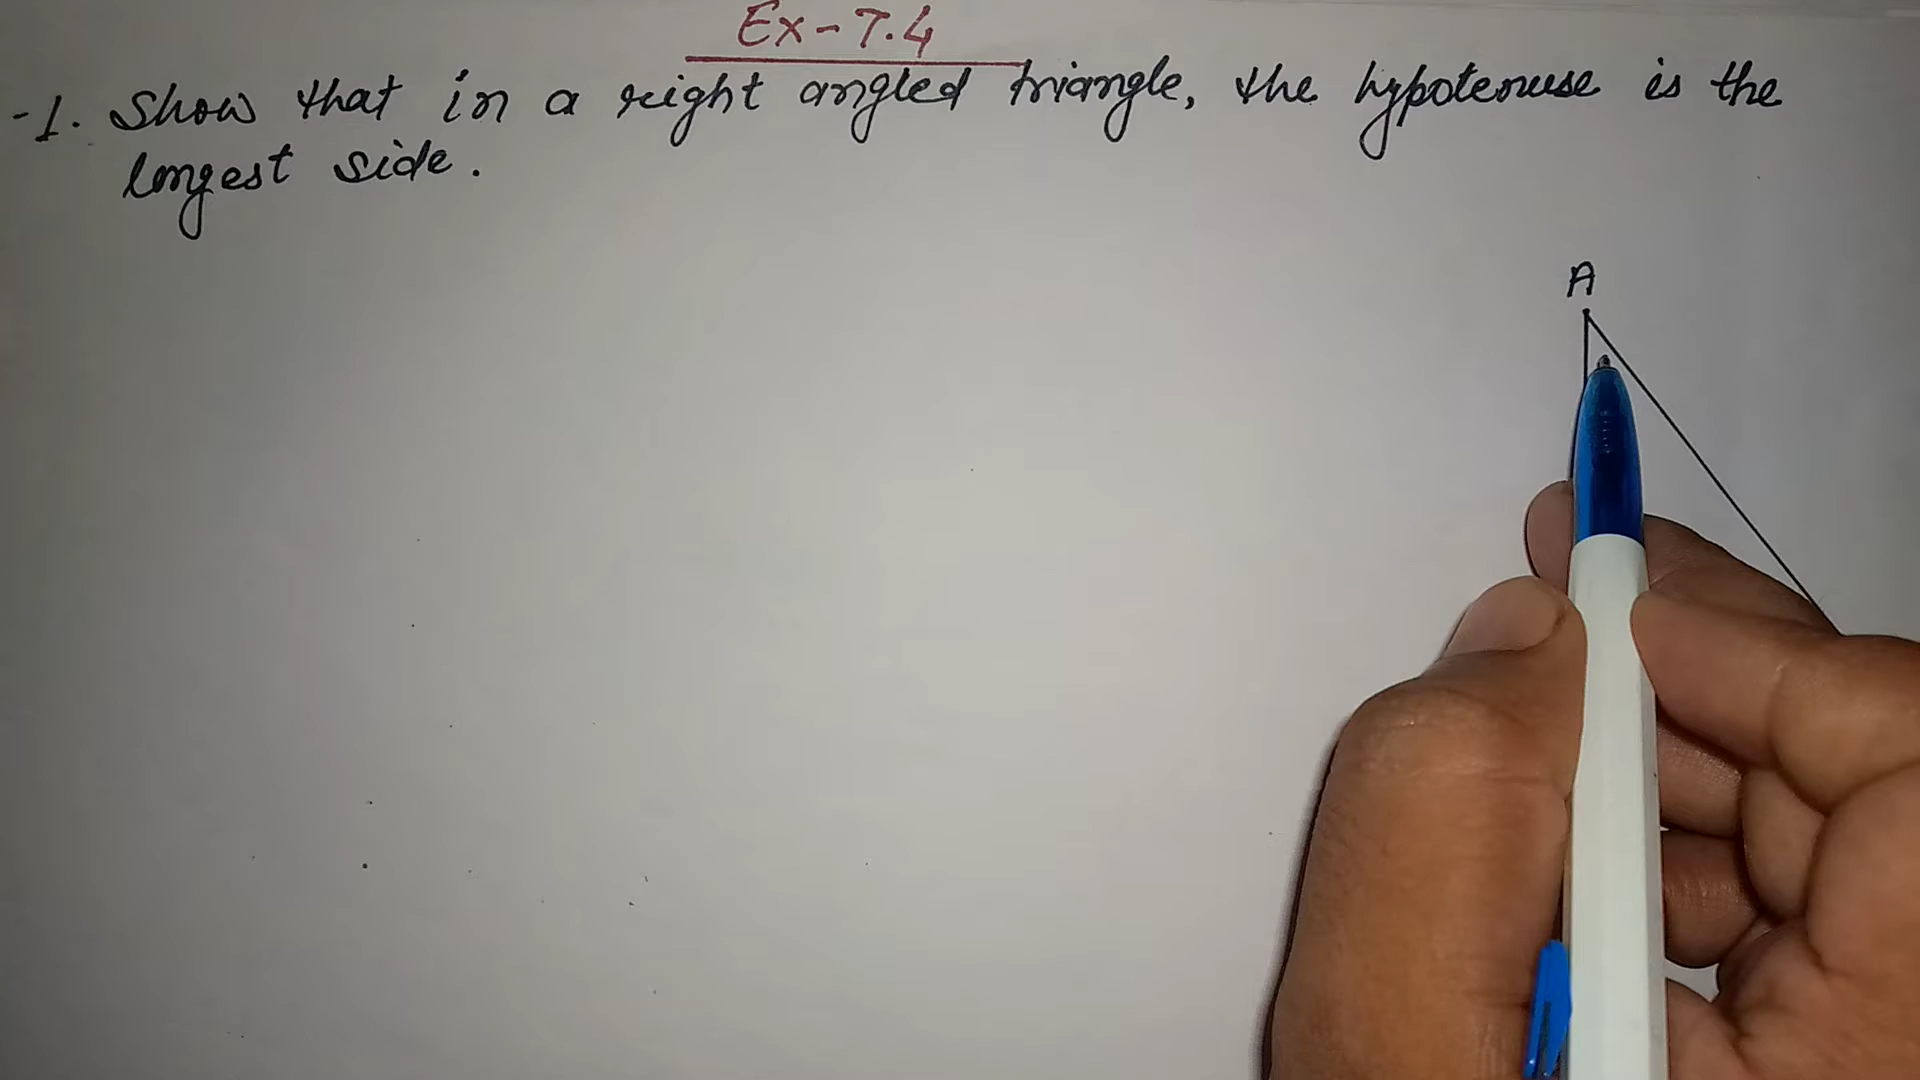 Ex-7.4
-1. Show that in a right angled triangle, the hypotenuse is the
longest side.
A